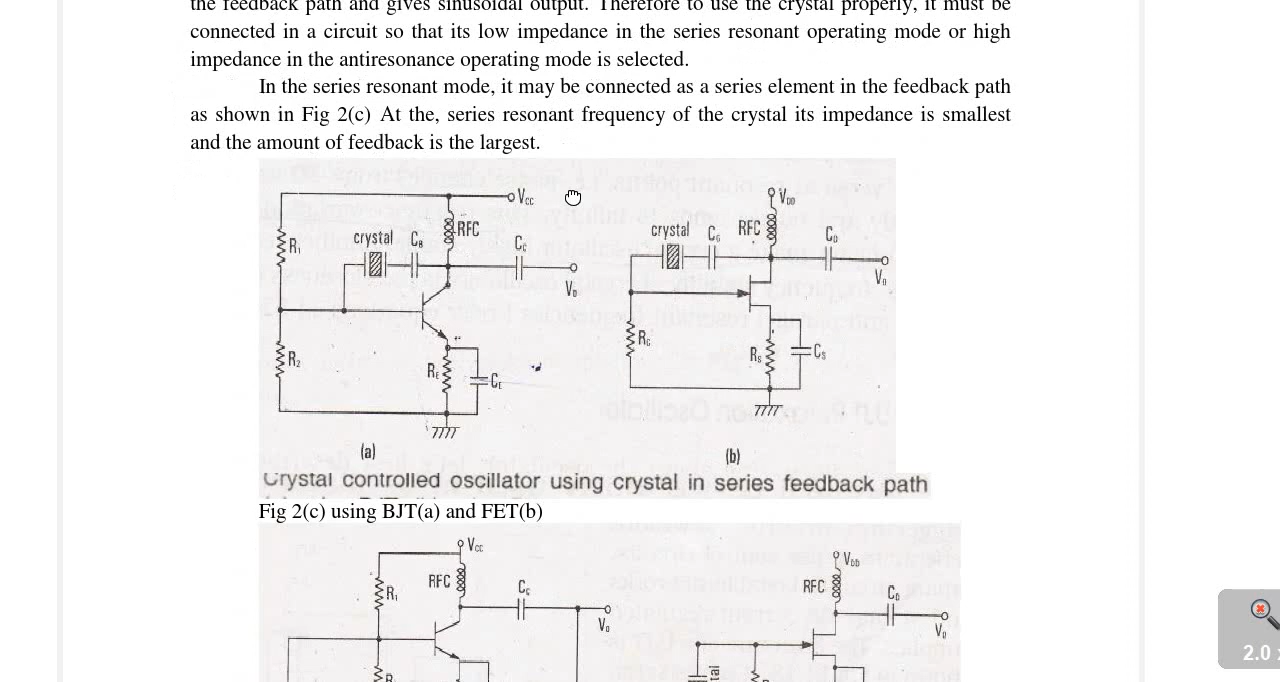 the feedback path and gives sinusoidal output. Therefore to use the crystal properly, it must be
connected in a circuit so that its low impedance in the series resonant operating mode or high
impedance in the antiresonance operating mode is selected.
In the series resonant mode, it may be connected as a series element in the feedback path
as shown in Fig 2(c) At the, series resonant frequency of the crystal its impedance is smallest
and the amount of feedback is the largest.
Vcc VDD
RFC crystal CG RFC
crystal R1 Cc CD
Vo Vo
R2 RE CE RG RS CS
(a) (b)
Crystal controlled oscillator using crystal in series feedback path
Fig 2(c) using BJT(a) and FET(b)
Vcc VDD
RFC RFC
R1 Cc CD
Vo Vo
2.0